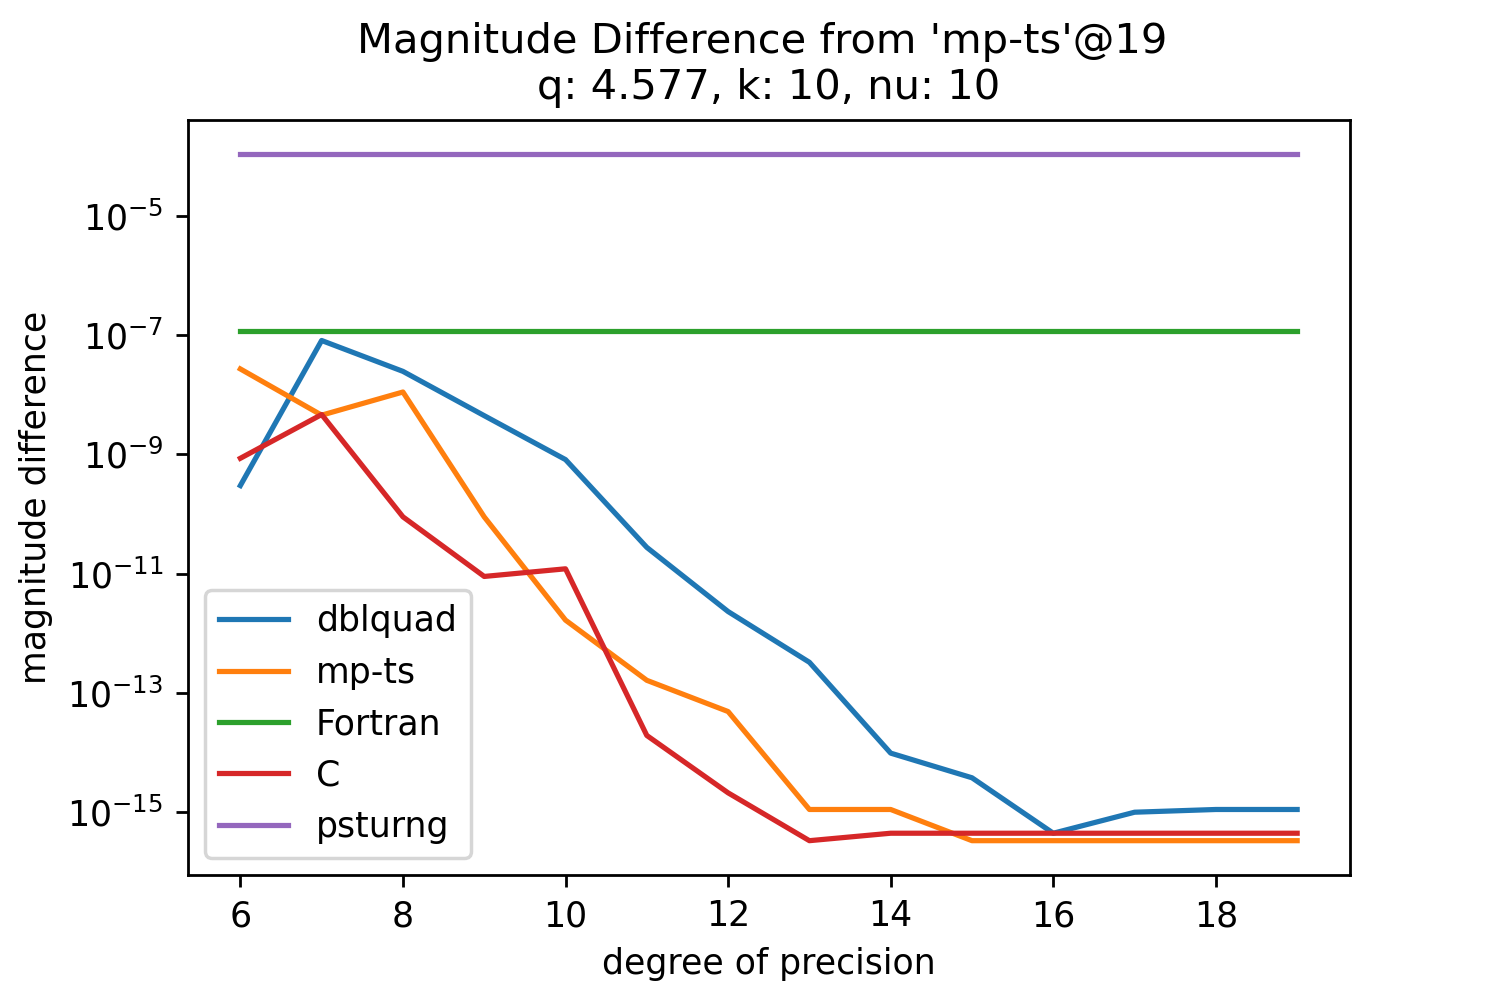 Magnitude Difference from 'mp-ts'@19
q: 4.577, k: 10, nu: 10
magnitude difference
10⁻⁵
10⁻⁷
10⁻⁹
10⁻¹¹
10⁻¹³
10⁻¹⁵
dblquad
mp-ts
Fortran
C
psturng
6 8 10 12 14 16 18
degree of precision